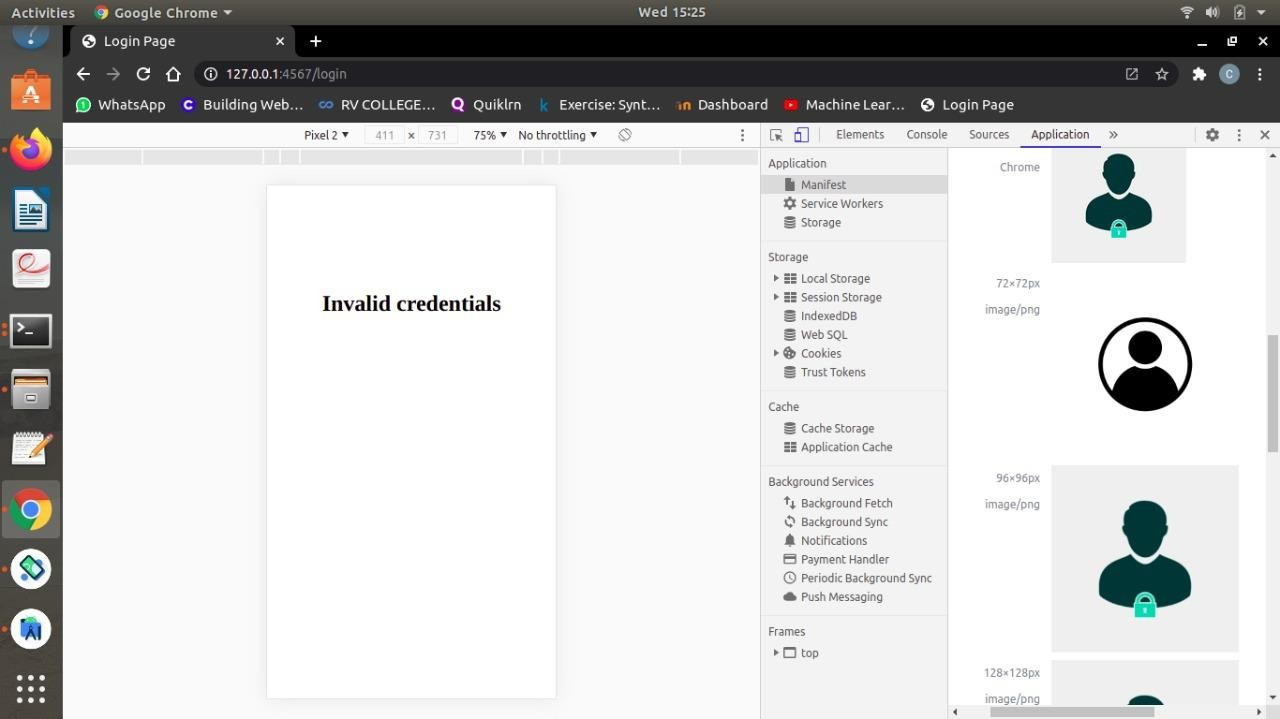 Activities
Google Chrome
Wed 15:25
Login Page
127.0.0.1:4567/login
C
WhatsApp
Building Web...
RV COLLEGE...
Quiklrn
Exercise: Synt...
Dashboard
Machine Lear...
Login Page
Pixel 2
411 x 731
75%
No throttling
Elements
Console
Sources
Application
Invalid credentials
Application
Manifest
Service Workers
Storage
Storage
Local Storage
Session Storage
IndexedDB
Web SQL
Cookies
Trust Tokens
Cache
Cache Storage
Application Cache
Background Services
Background Fetch
Background Sync
Notifications
Payment Handler
Periodic Background Sync
Push Messaging
Frames
top
Chrome
72×72px
image/png
96×96px
image/png
128×128px
image/png